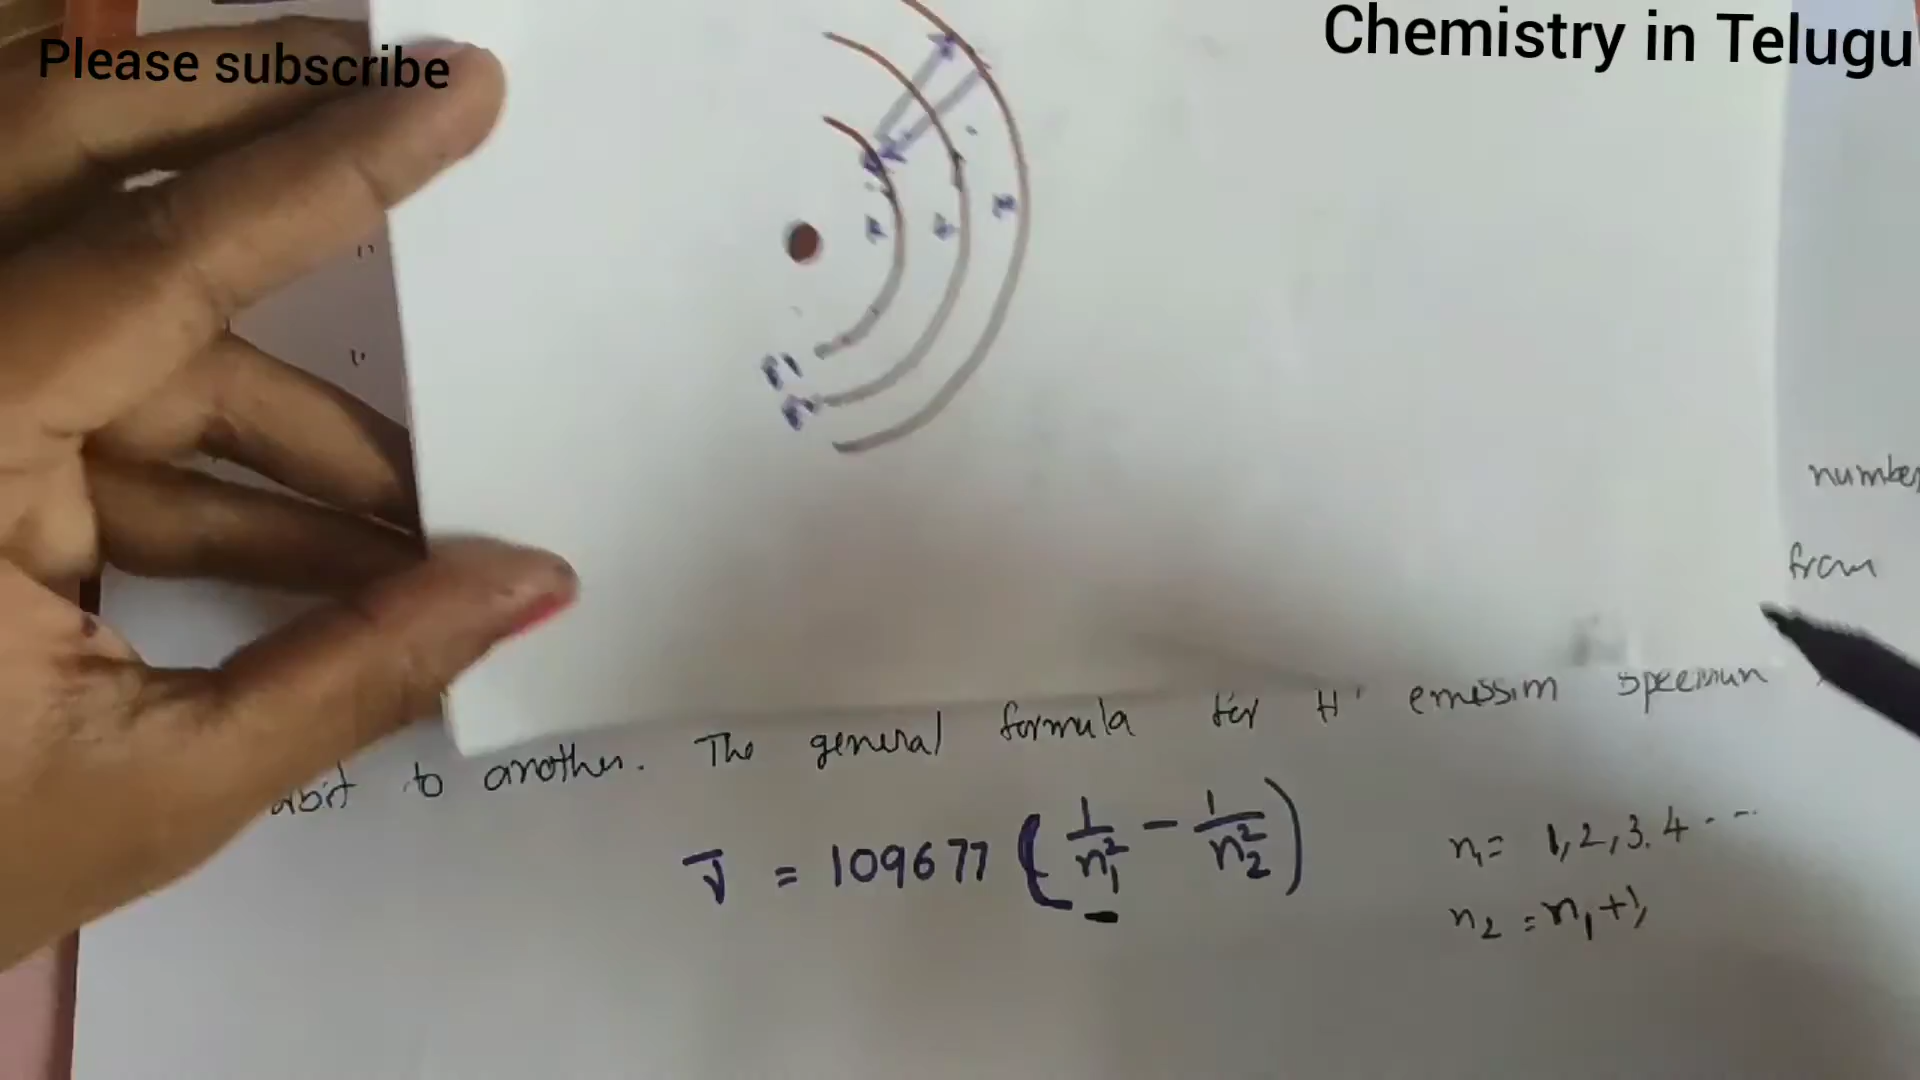 Please subscribe
Chemistry in Telugu
n1
number
from
orbit to another. The general formula for H' emission spectrum
ν̅ = 109677 (1/n₁² − 1/n₂²)
n₁= 1,2,3,4 ...
n₂ = n₁+1,